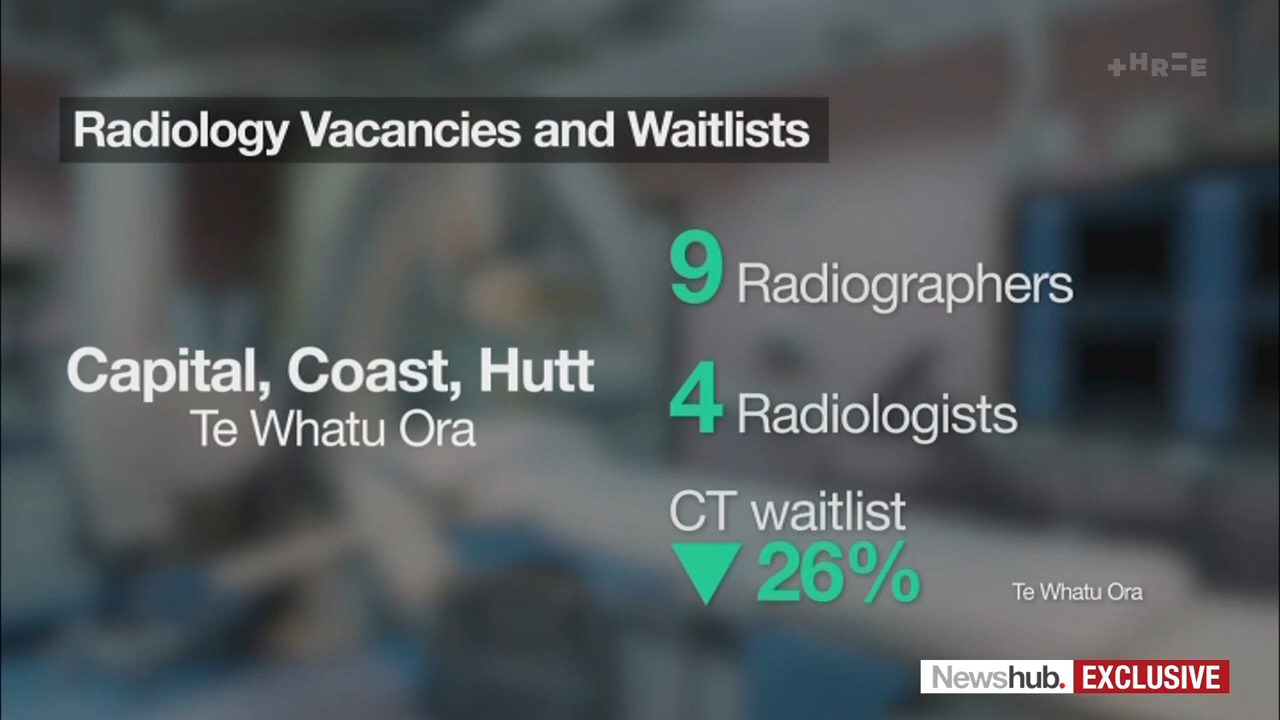 THREE
Radiology Vacancies and Waitlists
9 Radiographers
Capital, Coast, Hutt
Te Whatu Ora
4 Radiologists
CT waitlist
▼ 26%
Te Whatu Ora
Newshub. EXCLUSIVE